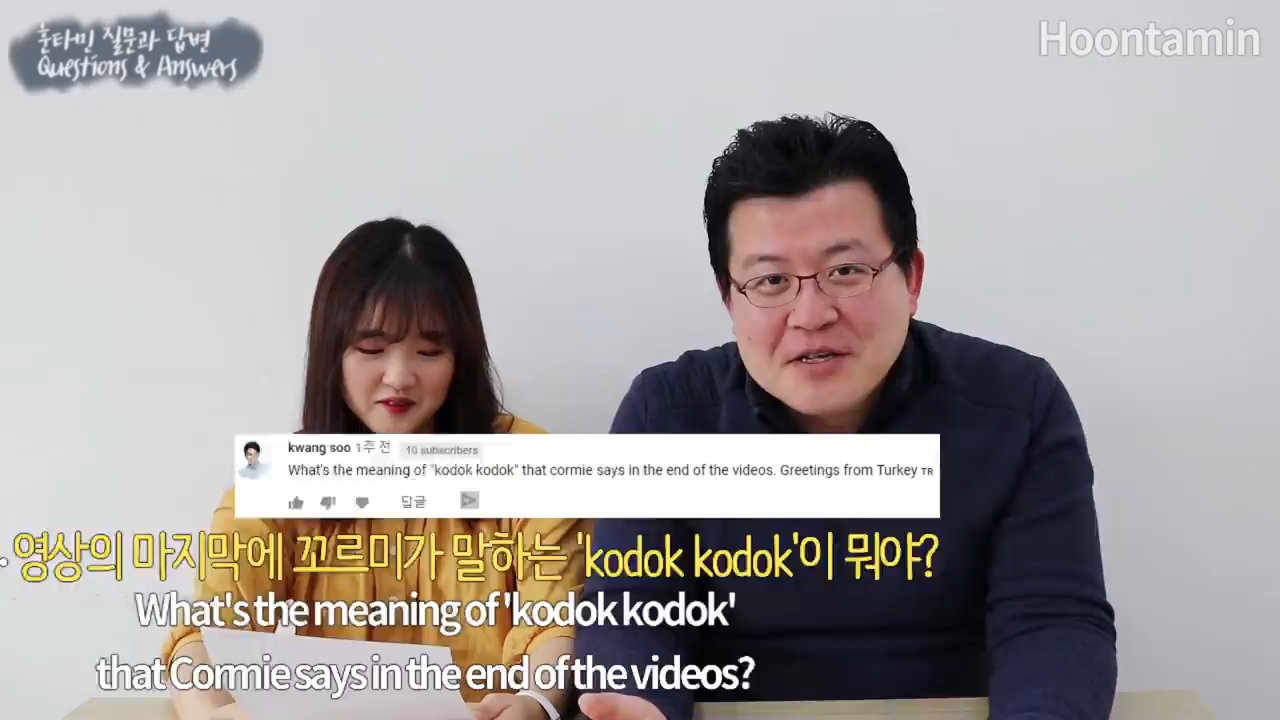 훈타민 질문과 답변
Questions & Answers
Hoontamin
kwang soo 1주 전 10 subscribers
What's the meaning of "kodok kodok" that cormie says in the end of the videos. Greetings from Turkey TR
답글
영상의 마지막에 꼬르미가 말하는 'kodok kodok'이 뭐야?
What's the meaning of 'kodok kodok'
that Cormie says in the end of the videos?